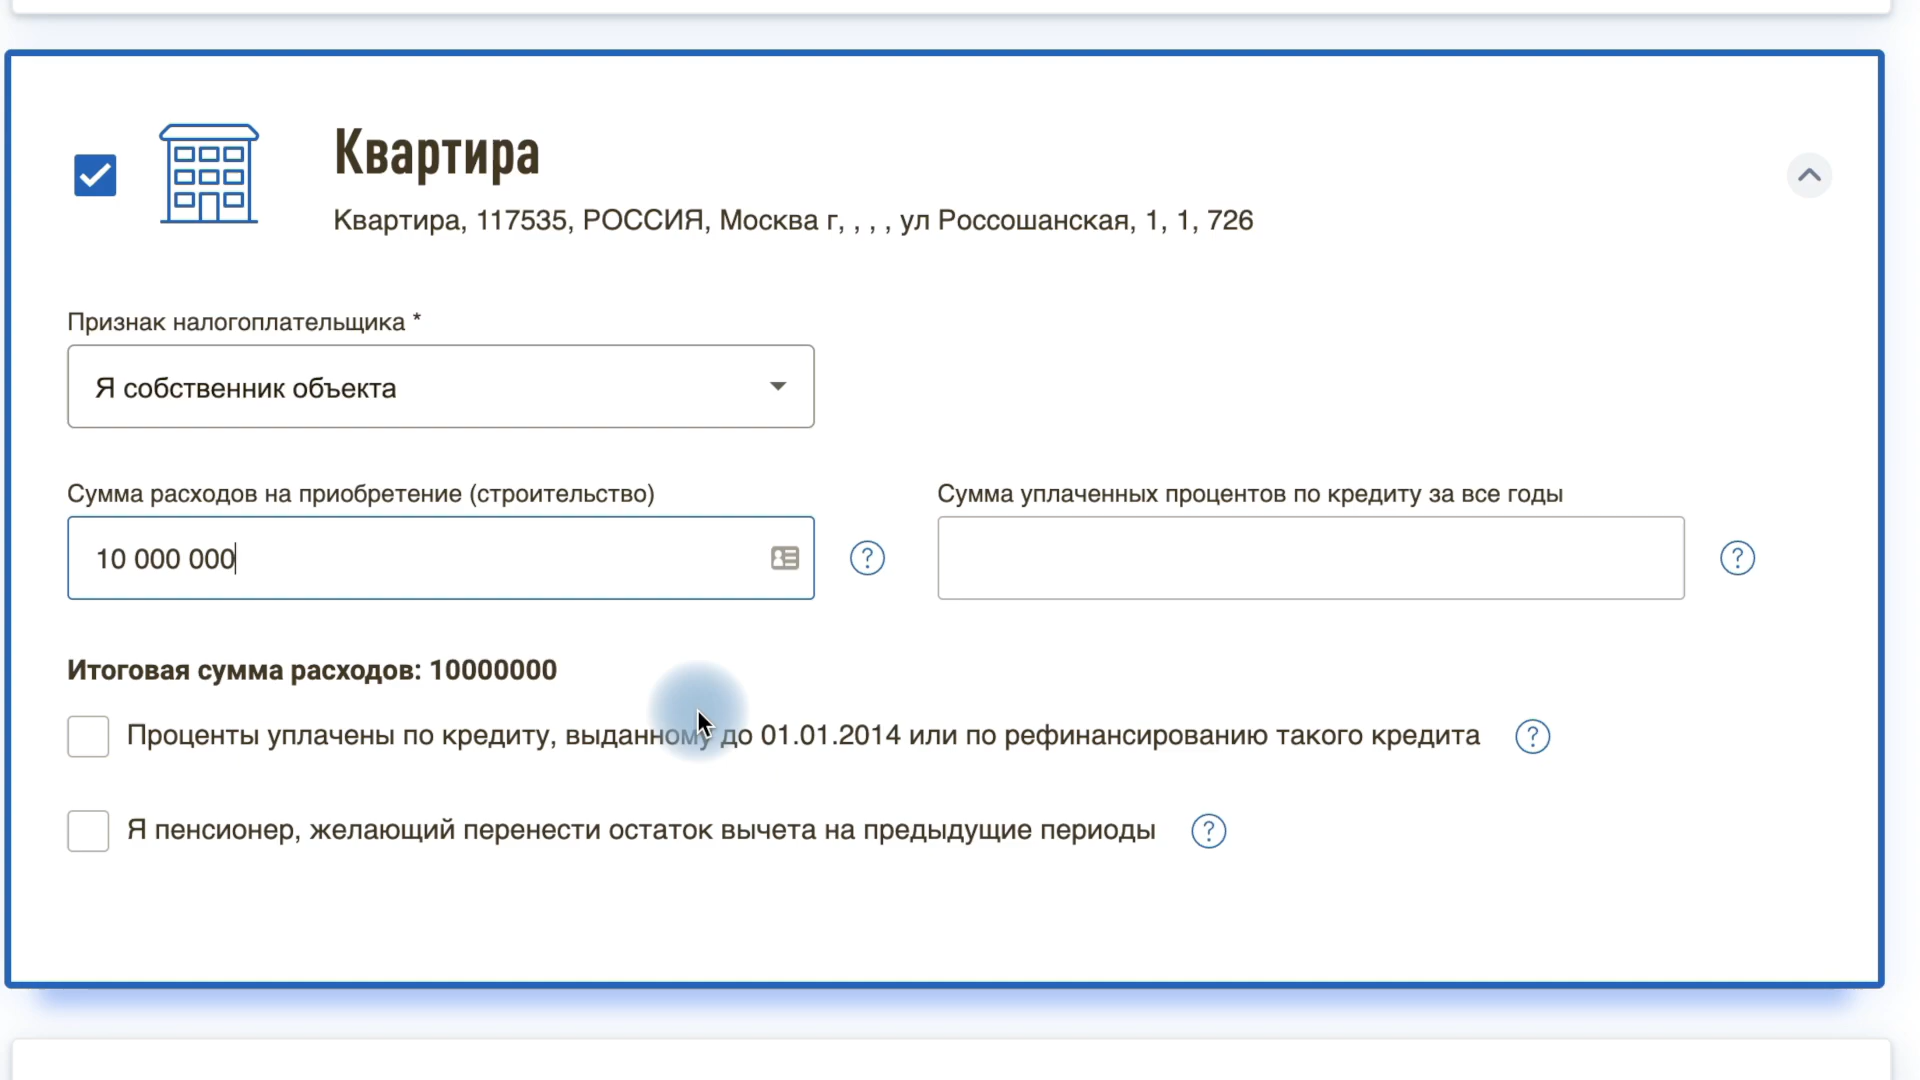 Квартира
Квартира, 117535, РОССИЯ, Москва г, , , , ул Россошанская, 1, 1, 726
Признак налогоплательщика *
Я собственник объекта
Сумма расходов на приобретение (строительство)
Сумма уплаченных процентов по кредиту за все годы
10 000 000
?
?
Итоговая сумма расходов: 10000000
Проценты уплачены по кредиту, выданному до 01.01.2014 или по рефинансированию такого кредита ?
Я пенсионер, желающий перенести остаток вычета на предыдущие периоды ?